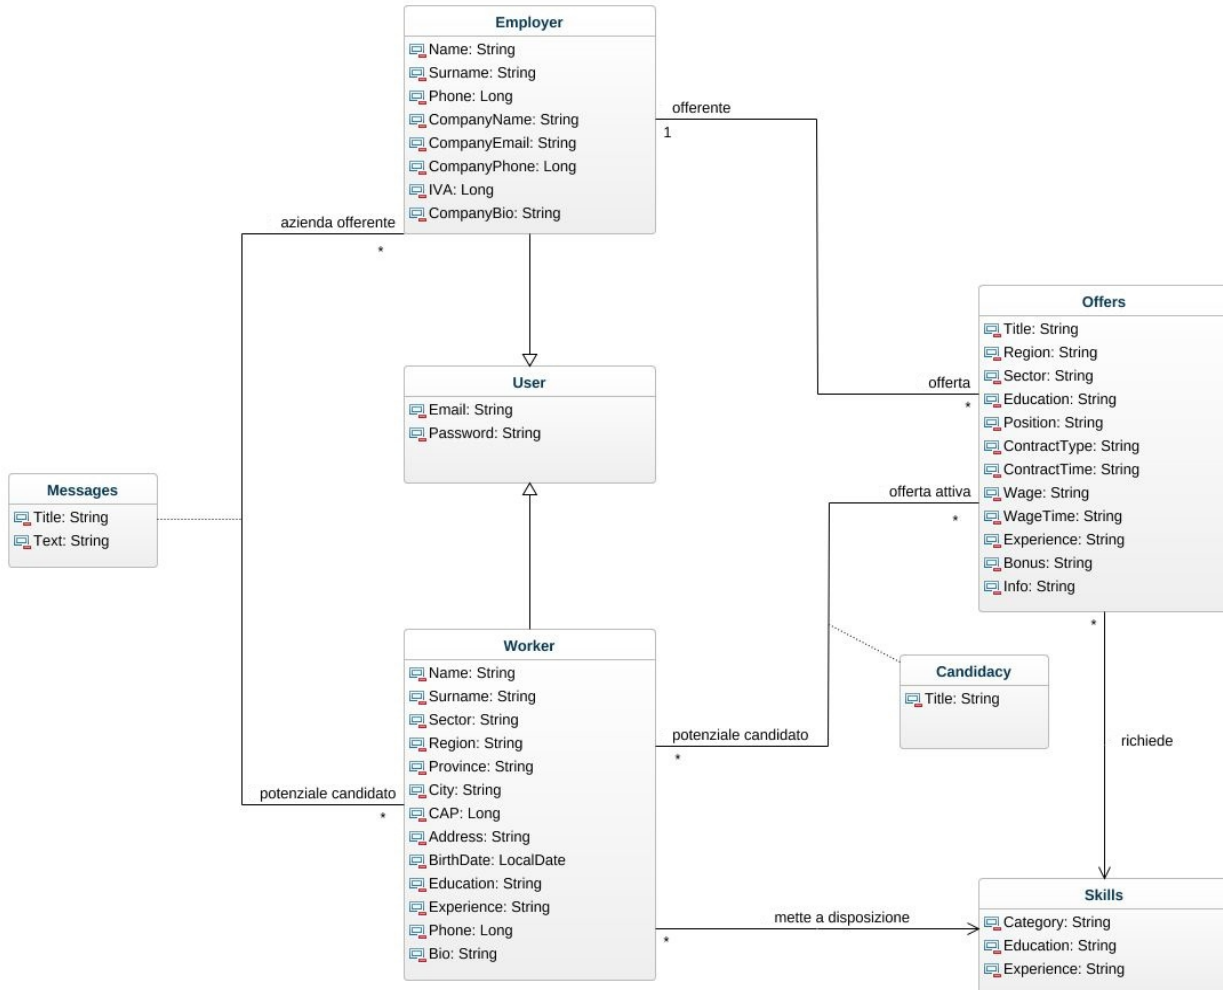 Employer
Name: String
Surname: String
Phone: Long
CompanyName: String
CompanyEmail: String
CompanyPhone: Long
IVA: Long
CompanyBio: String
offerente
1
azienda offerente
*
Offers
Title: String
Region: String
Sector: String
Education: String
Position: String
ContractType: String
ContractTime: String
Wage: String
WageTime: String
Experience: String
Bonus: String
Info: String
offerta
*
User
Email: String
Password: String
Messages
Title: String
Text: String
offerta attiva
*
*
Worker
Name: String
Surname: String
Sector: String
Region: String
Province: String
City: String
CAP: Long
Address: String
BirthDate: LocalDate
Education: String
Experience: String
Phone: Long
Bio: String
Candidacy
Title: String
potenziale candidato
*
richiede
potenziale candidato
*
mette a disposizione
*
Skills
Category: String
Education: String
Experience: String